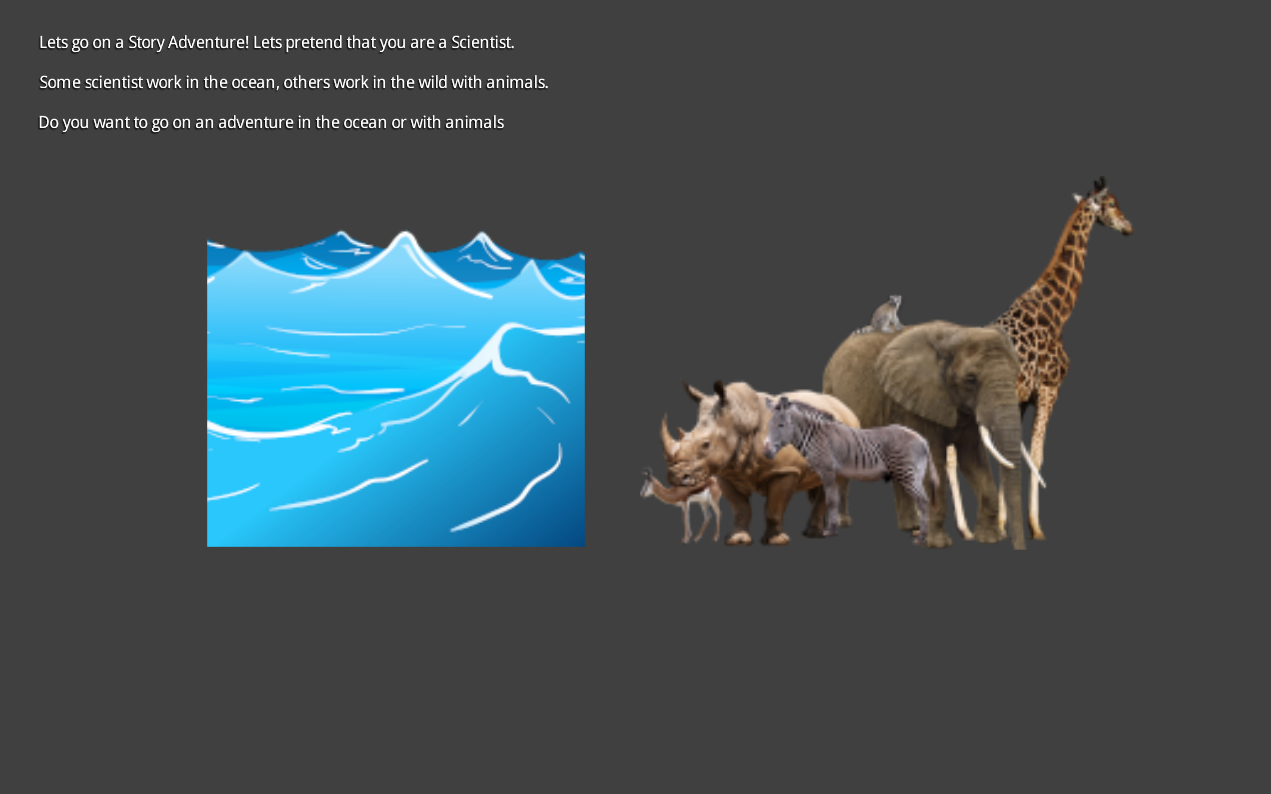 Lets go on a Story Adventure! Lets pretend that you are a Scientist.
Some scientist work in the ocean, others work in the wild with animals.
Do you want to go on an adventure in the ocean or with animals